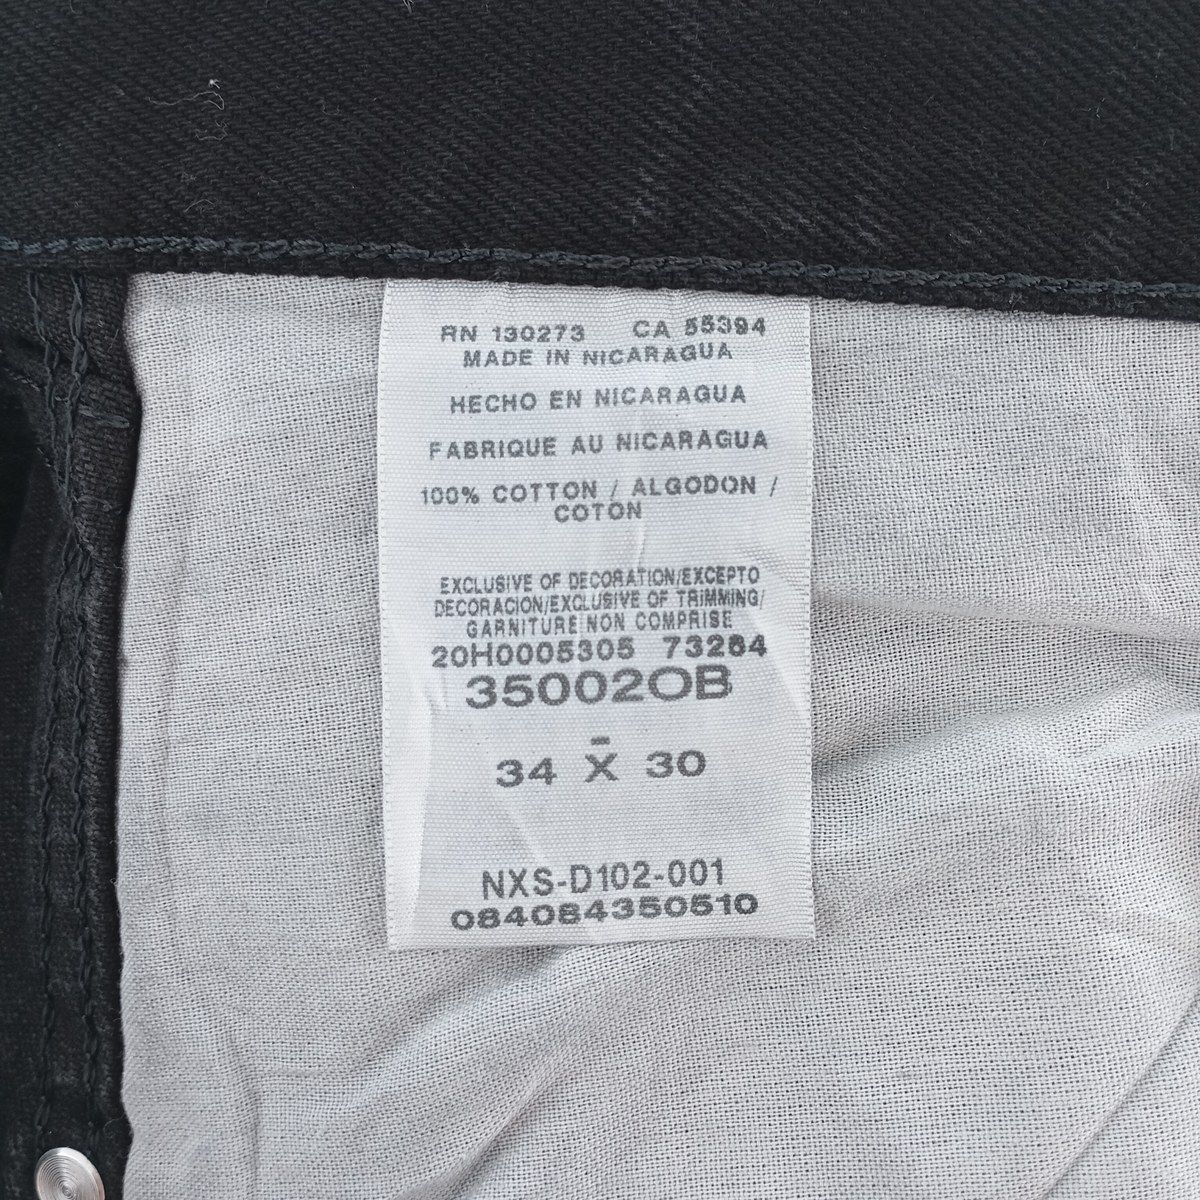 RN 130273 CA 55394
MADE IN NICARAGUA
HECHO EN NICARAGUA
FABRIQUE AU NICARAGUA
100% COTTON / ALGODON /
COTON
EXCLUSIVE OF DECORATION/EXCEPTO
DECORACION/EXCLUSIVE OF TRIMMING/
GARNITURE NON COMPRISE
20H0005305 73284
35002OB
34 X 30
NXS-D102-001
084084350510